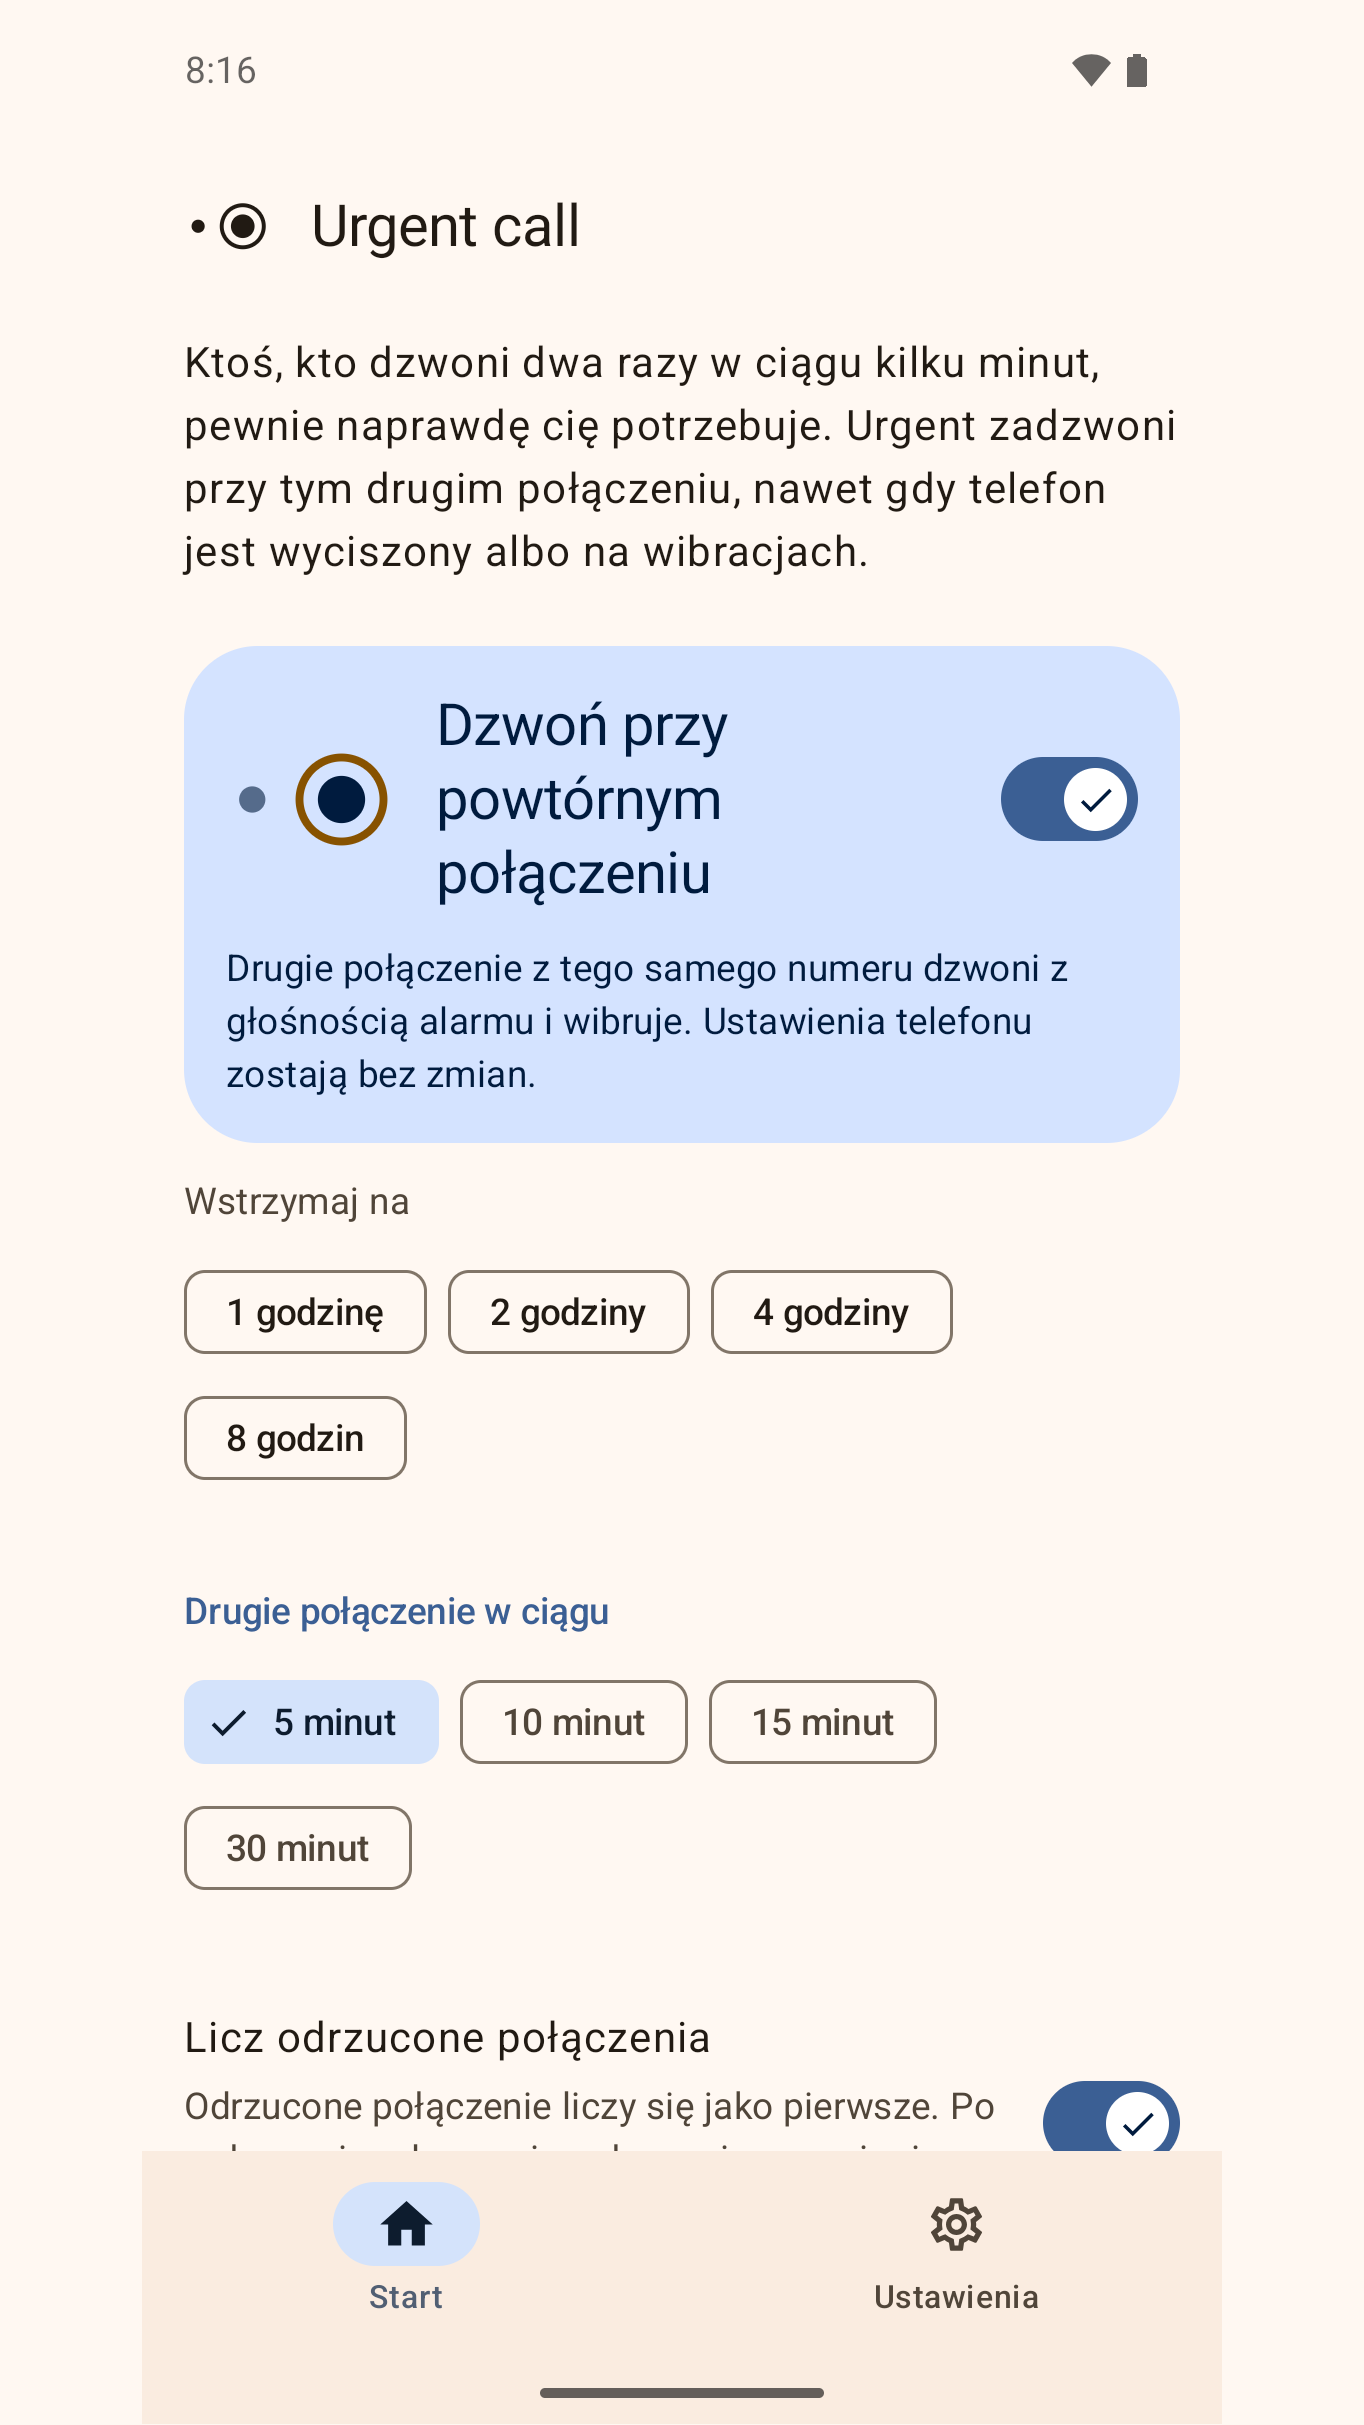 8:16
Urgent call
Ktoś, kto dzwoni dwa razy w ciągu kilku minut,
pewnie naprawdę cię potrzebuje. Urgent zadzwoni
przy tym drugim połączeniu, nawet gdy telefon
jest wyciszony albo na wibracjach.
Dzwoń przy
powtórnym
połączeniu
Drugie połączenie z tego samego numeru dzwoni z
głośnością alarmu i wibruje. Ustawienia telefonu
zostają bez zmian.
Wstrzymaj na
1 godzinę
2 godziny
4 godziny
8 godzin
Drugie połączenie w ciągu
5 minut
10 minut
15 minut
30 minut
Licz odrzucone połączenia
Odrzucone połączenie liczy się jako pierwsze. Po
Start
Ustawienia